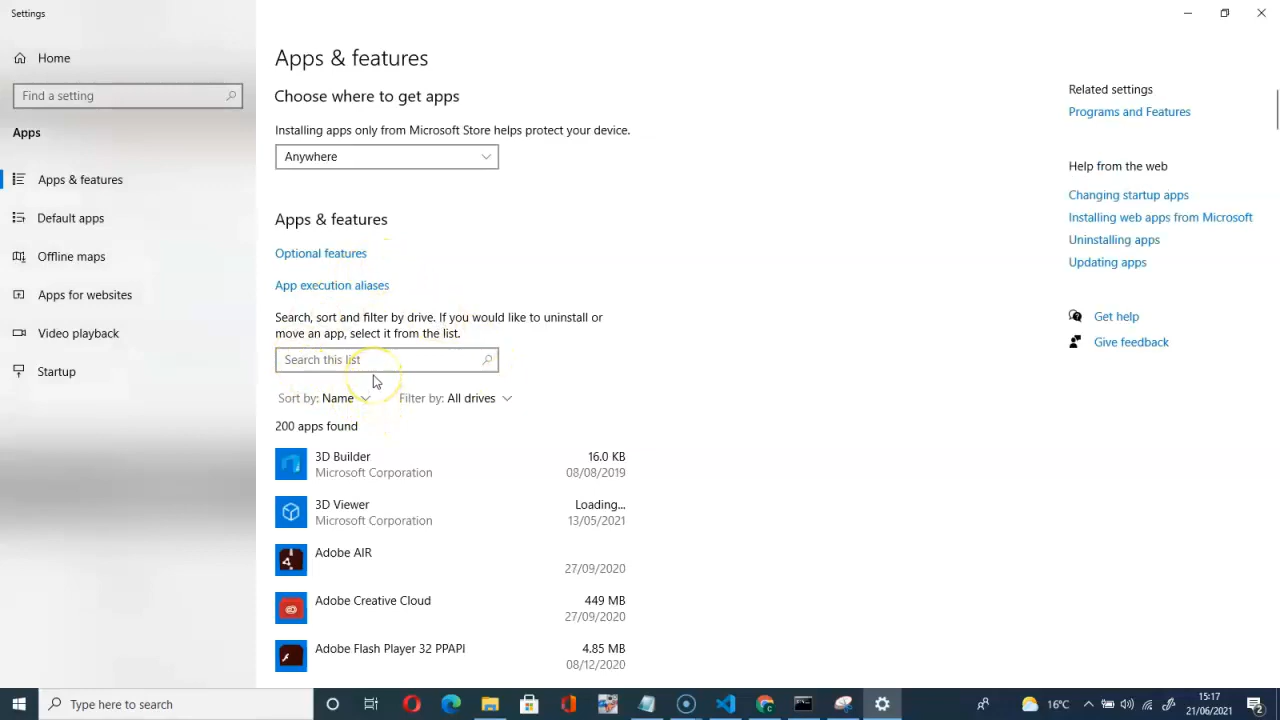 Settings
Home
Find a setting
Apps
Apps & features
Default apps
Offline maps
Apps for websites
Video playback
Startup
Apps & features
Choose where to get apps
Installing apps only from Microsoft Store helps protect your device.
Anywhere
Apps & features
Optional features
App execution aliases
Search, sort and filter by drive. If you would like to uninstall or
move an app, select it from the list.
Search this list
Sort by: Name Filter by: All drives
200 apps found
3D Builder 16.0 KB
Microsoft Corporation 08/08/2019
3D Viewer Loading...
Microsoft Corporation 13/05/2021
Adobe AIR
27/09/2020
Adobe Creative Cloud 449 MB
27/09/2020
Adobe Flash Player 32 PPAPI 4.85 MB
08/12/2020
Related settings
Programs and Features
Help from the web
Changing startup apps
Installing web apps from Microsoft
Uninstalling apps
Updating apps
Get help
Give feedback
Type here to search
16°C
15:17
21/06/2021
2